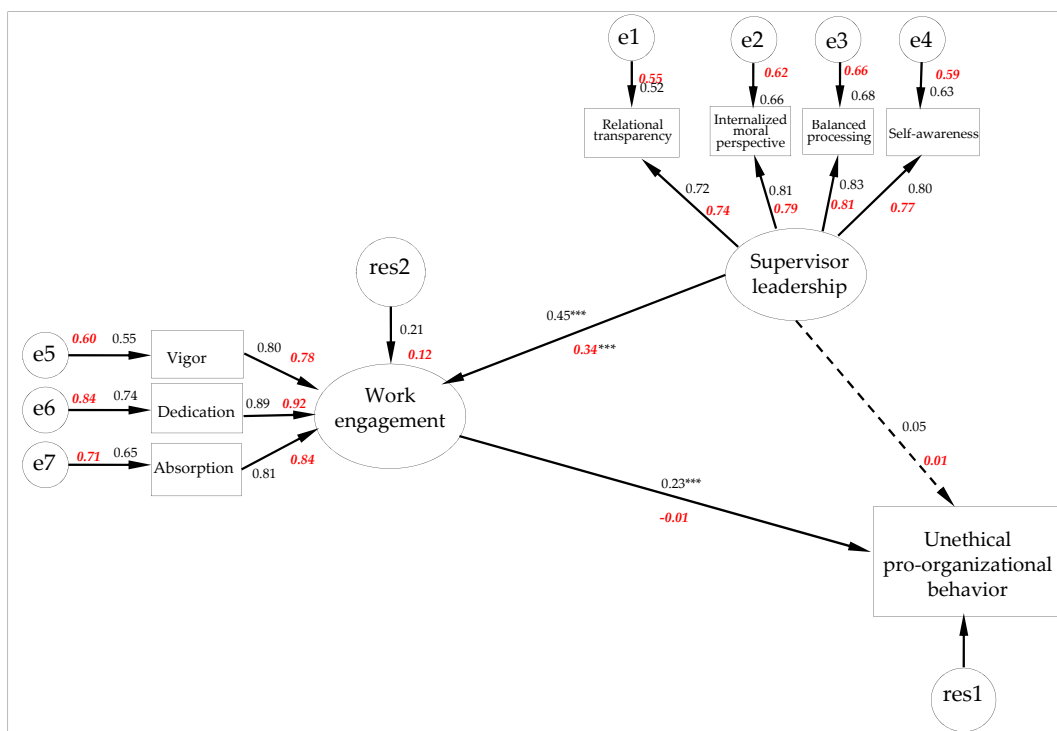 e1
e2
e3
e4
0.55
0.52
0.62
0.66
0.66
0.68
0.59
0.63
Relational
transparency
Internalized
moral
perspective
Balanced
processing
Self-awareness
0.72
0.74
0.81
0.79
0.83
0.81
0.80
0.77
Supervisor
leadership
res2
0.21
0.12
0.45***
0.34***
e5
0.60
0.55
Vigor
0.80
0.78
e6
0.84
0.74
Dedication
0.89
0.92
e7
0.71
0.65
Absorption
0.81
0.84
Work
engagement
0.05
0.01
0.23***
-0.01
Unethical
pro-organizational
behavior
res1